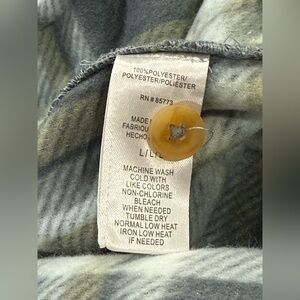 100%POLYESTER/
POLYESTER/POLIÉSTER
RN # 85773
MADE
FABRIQU
HECHO
L/L/L
MACHINE WASH
COLD WITH
LIKE COLORS
NON-CHLORINE
BLEACH
WHEN NEEDED
TUMBLE DRY
NORMAL LOW HEAT
IRON LOW HEAT
IF NEEDED